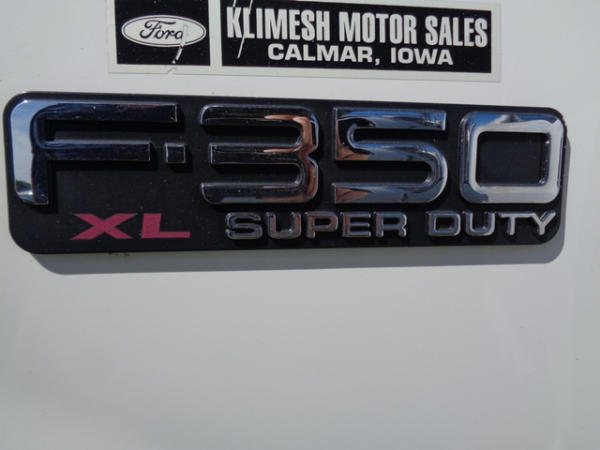 Ford
KLIMESH MOTOR SALES
CALMAR, IOWA
F-350
XL SUPER DUTY